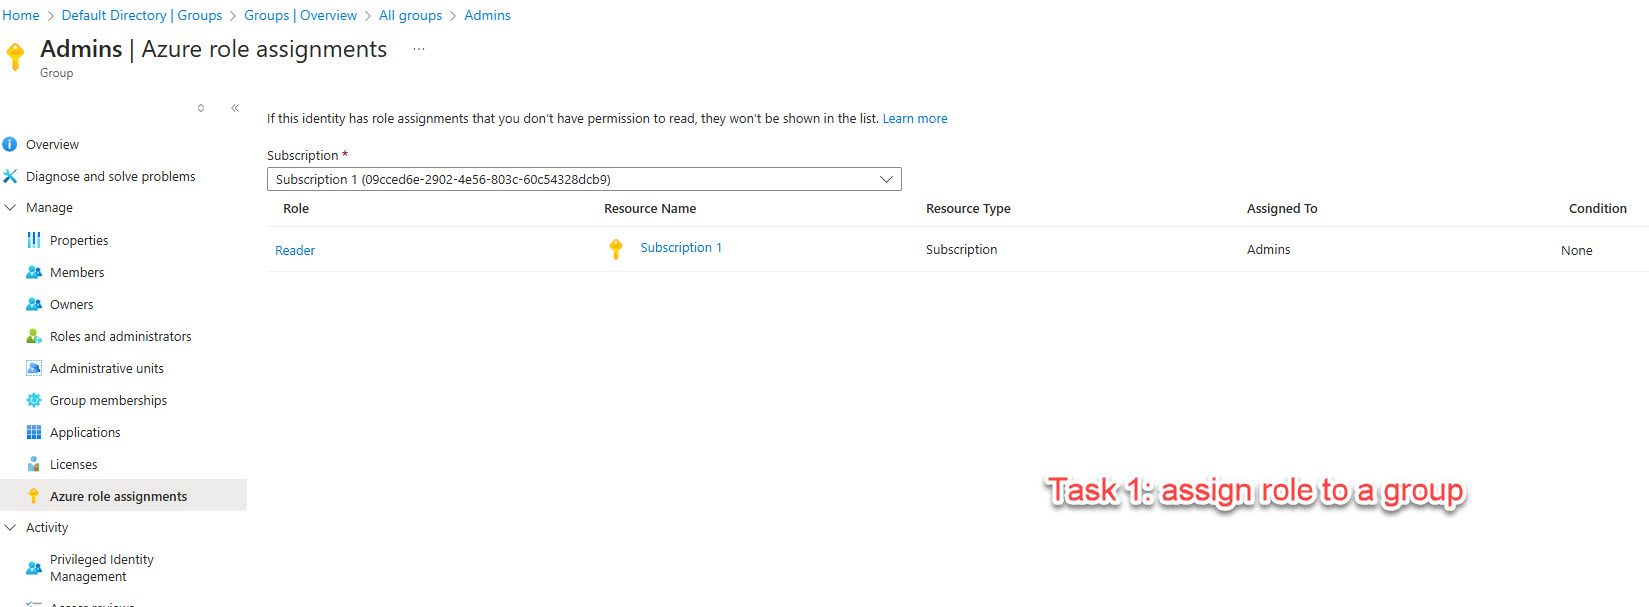 Home > Default Directory | Groups > Groups | Overview > All groups > Admins
Admins | Azure role assignments ...
Group
If this identity has role assignments that you don't have permission to read, they won't be shown in the list. Learn more
Subscription *
Subscription 1 (09cced6e-2902-4e56-803c-60c54328dcb9)
Role Resource Name Resource Type Assigned To Condition
Reader Subscription 1 Subscription Admins None
Overview
Diagnose and solve problems
Manage
Properties
Members
Owners
Roles and administrators
Administrative units
Group memberships
Applications
Licenses
Azure role assignments
Activity
Privileged Identity
Management
Access reviews
Task 1: assign role to a group